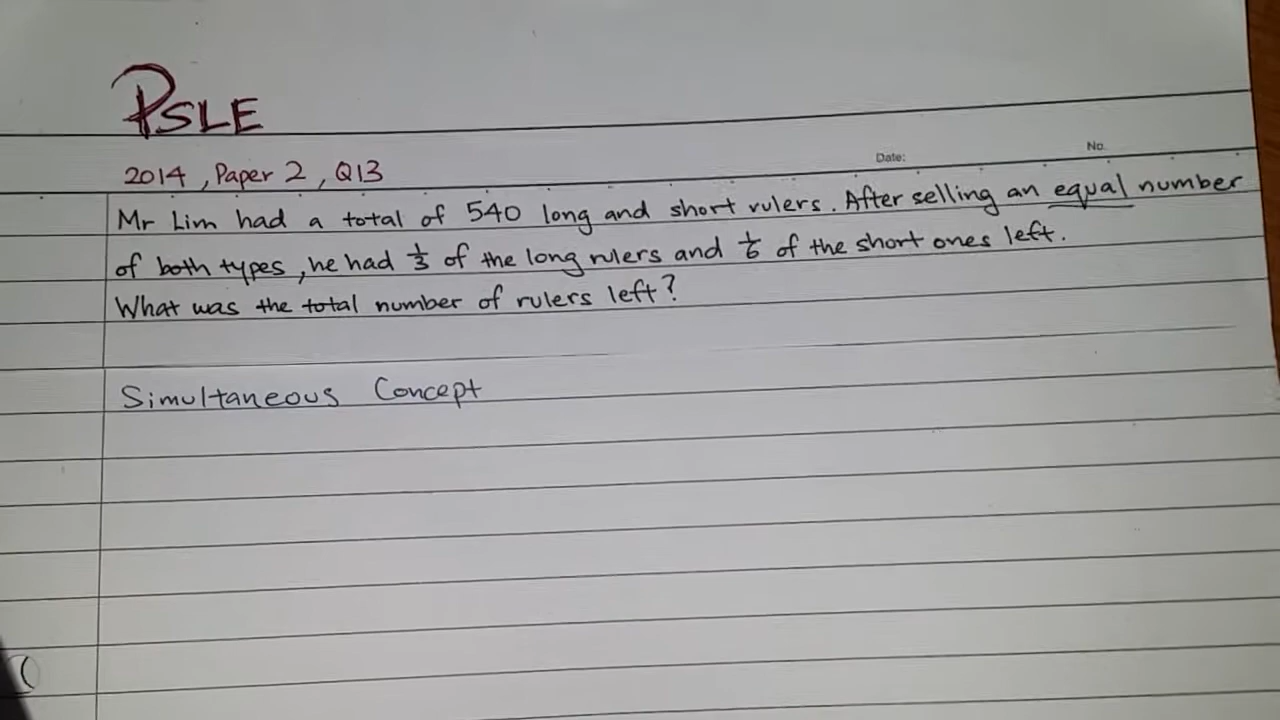 PSLE
Date:
No.
2014, Paper 2, Q13
Mr Lim had a total of 540 long and short rulers. After selling an equal number
of both types, he had 1/3 of the long rulers and 1/6 of the short ones left.
What was the total number of rulers left?
Simultaneous Concept
(